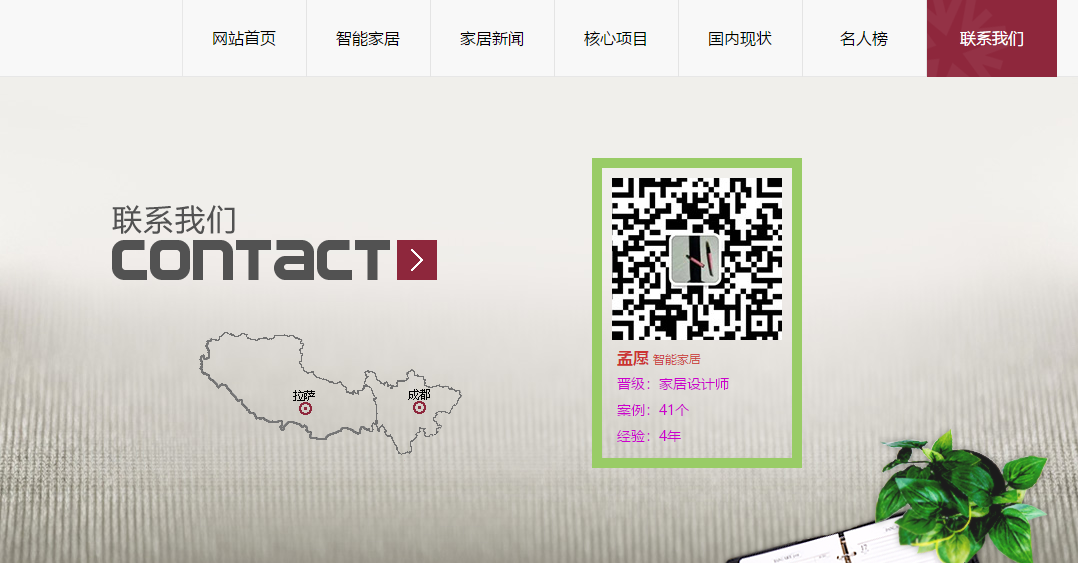 网站首页 智能家居 家居新闻 核心项目 国内现状 名人榜 联系我们
联系我们
CONTACT
拉萨
成都
孟愿 智能家居
晋级：家居设计师
案例：41个
经验：4年